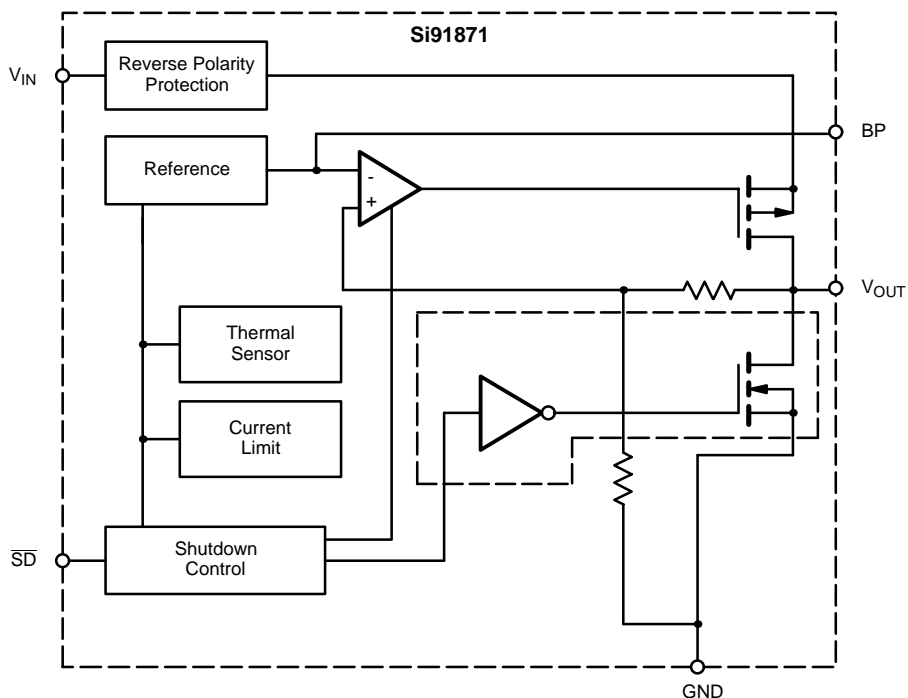 Si91871
VIN
Reverse Polarity
Protection
BP
Reference
-
+
VOUT
Thermal
Sensor
Current
Limit
SD
Shutdown
Control
GND